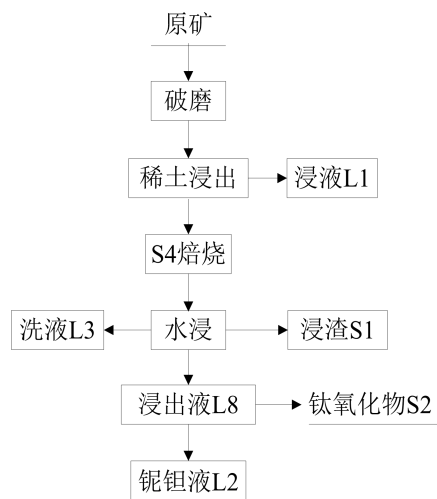 原矿
破磨
稀土浸出
浸液L1
S4焙烧
洗液L3
水浸
浸渣S1
浸出液L8
钛氧化物S2
铌钽液L2